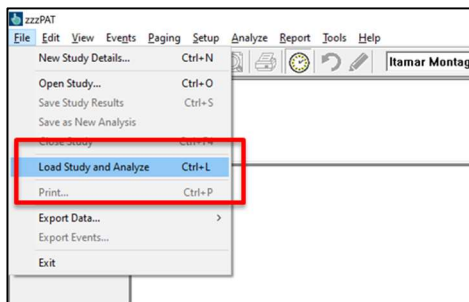 zzzPAT
File Edit View Events Paging Setup Analyze Report Tools Help
New Study Details... Ctrl+N
Itamar Montag
Open Study... Ctrl+O
Save Study Results Ctrl+S
Save as New Analysis
Close Study Ctrl+F4
Load Study and Analyze Ctrl+L
Print... Ctrl+P
Export Data... >
Export Events...
Exit